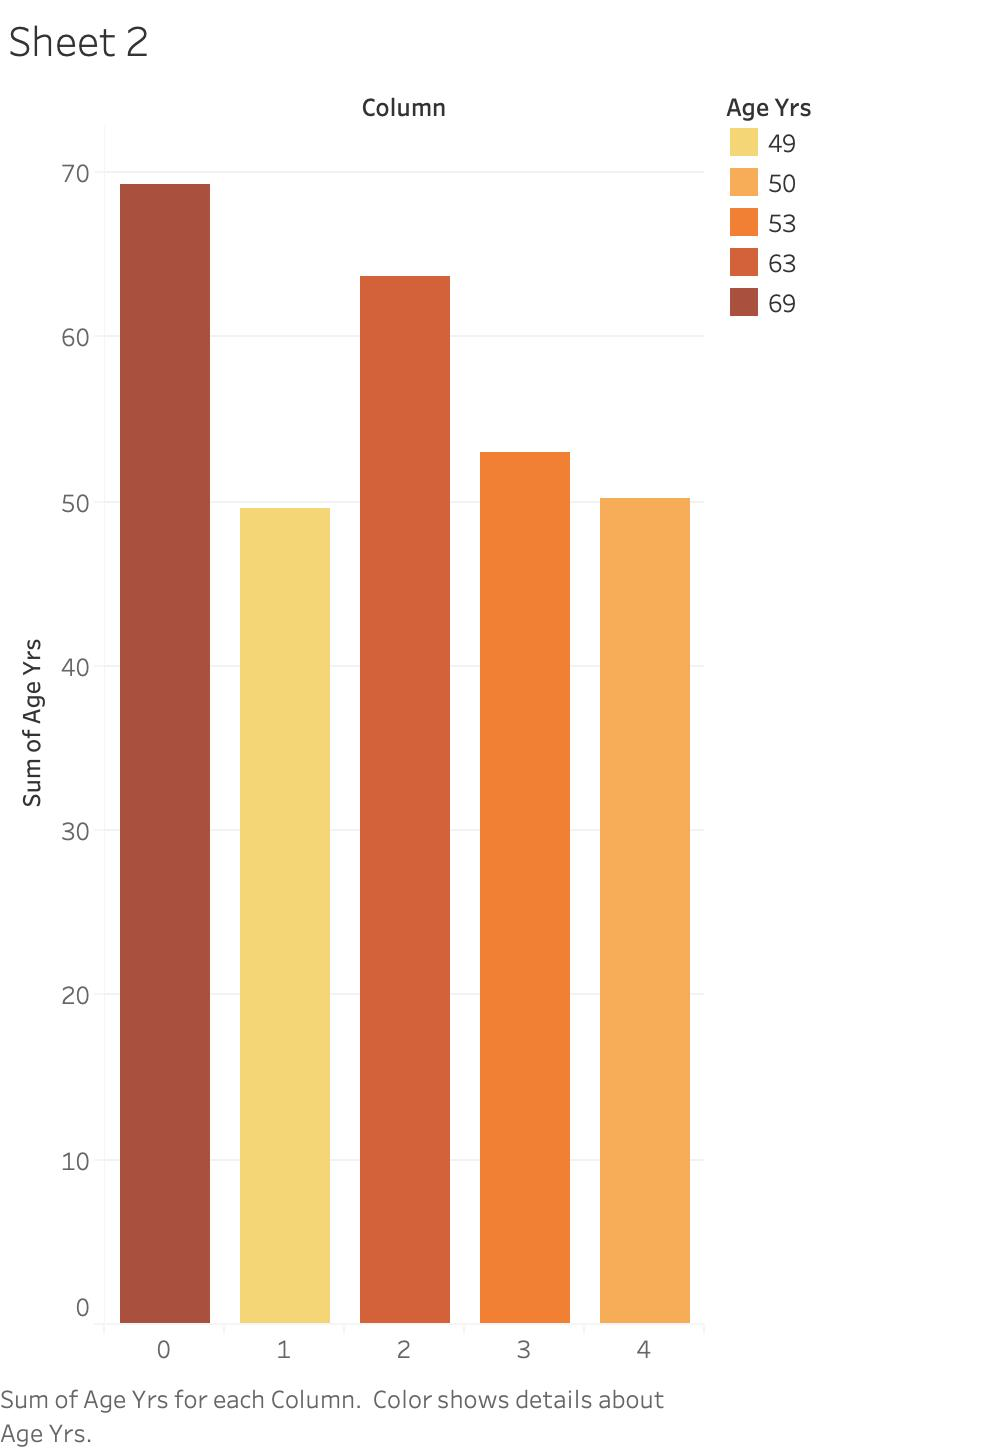 Sheet 2
Column
Age Yrs
49
50
53
63
69
70
60
50
40
30
20
10
0
Sum of Age Yrs
0 1 2 3 4
Sum of Age Yrs for each Column. Color shows details about
Age Yrs.